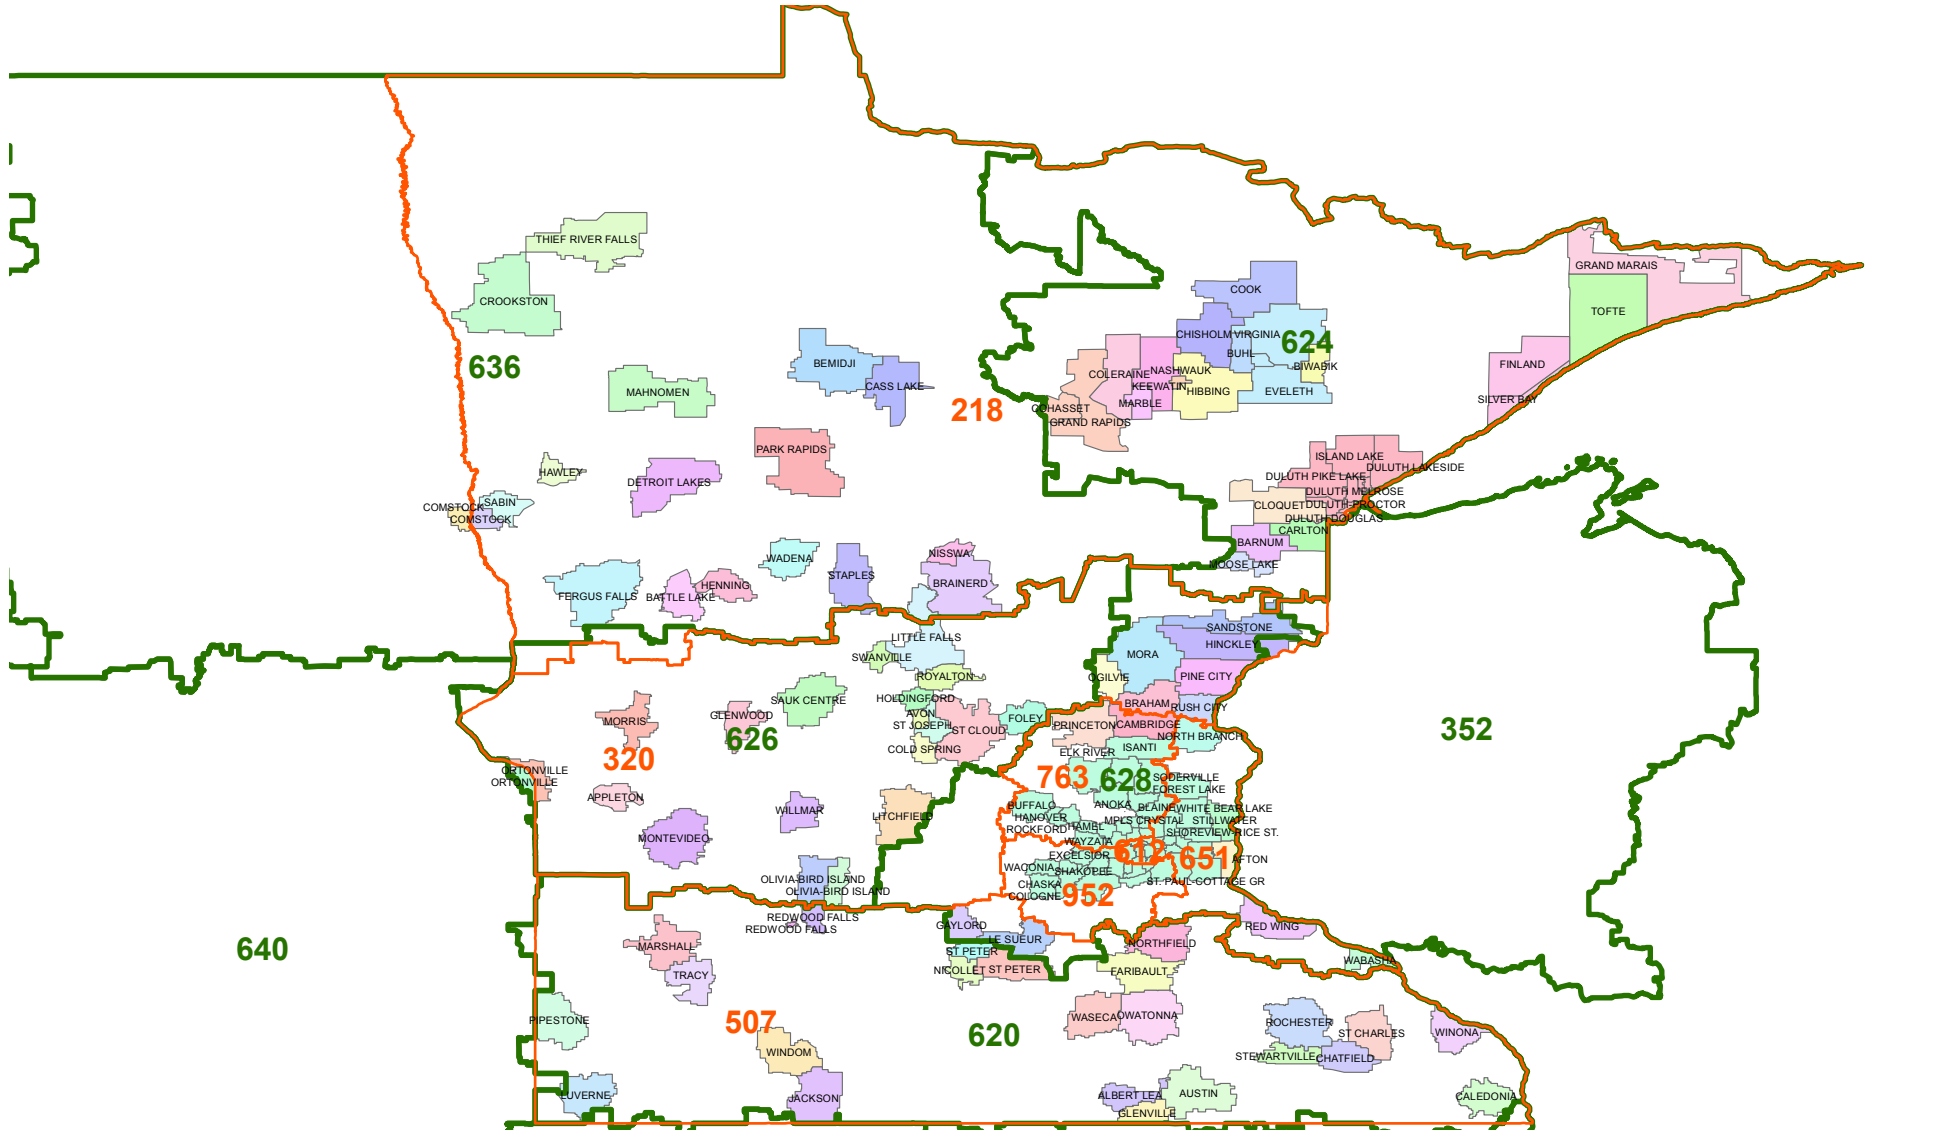 THIEF RIVER FALLS
GRAND MARAIS
COOK
CROOKSTON
TOFTE
CHISHOLM
VIRGINIA
624
BUHL
BEMIDJI
636
BIWABIK
FINLAND
NASHWAUK
COLERAINE
CASS LAKE
KEEWATIN
MAHNOMEN
HIBBING
EVELETH
SILVER BAY
MARBLE
218
COHASSET
GRAND RAPIDS
PARK RAPIDS
ISLAND LAKE
DULUTH LAKESIDE
HAWLEY
DULUTH PIKE LAKE
DETROIT LAKES
DULUTH MELROSE
SABIN
COMSTOCK
CLOQUET
DULUTH-PROCTOR
COMSTOCK
DULUTH DOUGLAS
CARLTON
BARNUM
NISSWA
WADENA
MOOSE LAKE
STAPLES
BRAINERD
HENNING
FERGUS FALLS
BATTLE LAKE
SANDSTONE
LITTLE FALLS
HINCKLEY
MORA
SWANVILLE
ROYALTON
OGILVIE
PINE CITY
SAUK CENTRE
HOLDINGFORD
BRAHAM
RUSH CITY
AVON
GLENWOOD
MORRIS
FOLEY
ST JOSEPH
PRINCETON
CAMBRIDGE
ST CLOUD
352
626
NORTH BRANCH
COLD SPRING
ELK RIVER
ISANTI
320
ORTONVILLE
763
628
SODERVILLE
ORTONVILLE
FOREST LAKE
APPLETON
BUFFALO
ANOKA
BLAINE
WHITE BEAR LAKE
WILLMAR
LITCHFIELD
HANOVER
MPLS
CRYSTAL
STILLWATER
ROCKFORD
HAMEL
SHOREVIEW-RICE ST.
MONTEVIDEO
WAYZATA
612
EXCELSIOR
651
AFTON
WACONIA
SHAKOPEE
OLIVIA-BIRD ISLAND
CHASKA
ST. PAUL-COTTAGE GR
OLIVIA-BIRD ISLAND
COLOGNE
952
REDWOOD FALLS
GAYLORD
RED WING
REDWOOD FALLS
LE SUEUR
NORTHFIELD
MARSHALL
640
ST PETER
WABASHA
NICOLLET
ST PETER
FARIBAULT
TRACY
PIPESTONE
507
WASECA
OWATONNA
ROCHESTER
620
ST CHARLES
WINONA
WINDOM
STEWARTVILLE
CHATFIELD
LUVERNE
JACKSON
ALBERT LEA
AUSTIN
CALEDONIA
GLENVILLE